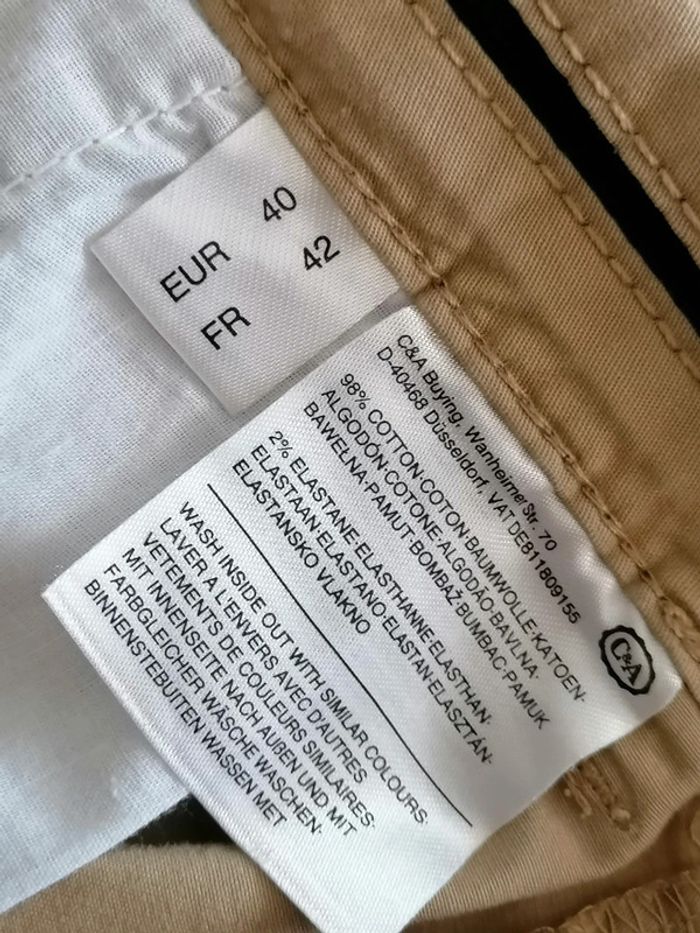 EUR 40
FR 42
C&A Buying, Wanheimer Str. 70
D-40468 Düsseldorf, VAT DE811809155
98% COTTON·COTON·BAUMWOLLE·KATOEN·
ALGODÓN·COTONE·ALGODÃO·BAVLNA·
BAWEŁNA·PAMUT·BOMBAŽ·BUMBAC·PAMUK
2% ELASTANE·ELASTHANNE·ELASTHAN·
ELASTAAN·ELASTANO·ELASTAN·ELASZTÁN·
ELASTANSKO VLAKNO
C&A
WASH INSIDE OUT WITH SIMILAR COLOURS·
LAVER A L'ENVERS AVEC D'AUTRES
VETEMENTS DE COULEURS SIMILAIRES·
MIT INNENSEITE NACH AUßEN UND MIT
FARBGLEICHER WÄSCHE WASCHEN·
BINNENSTEBUITEN WASSEN MET